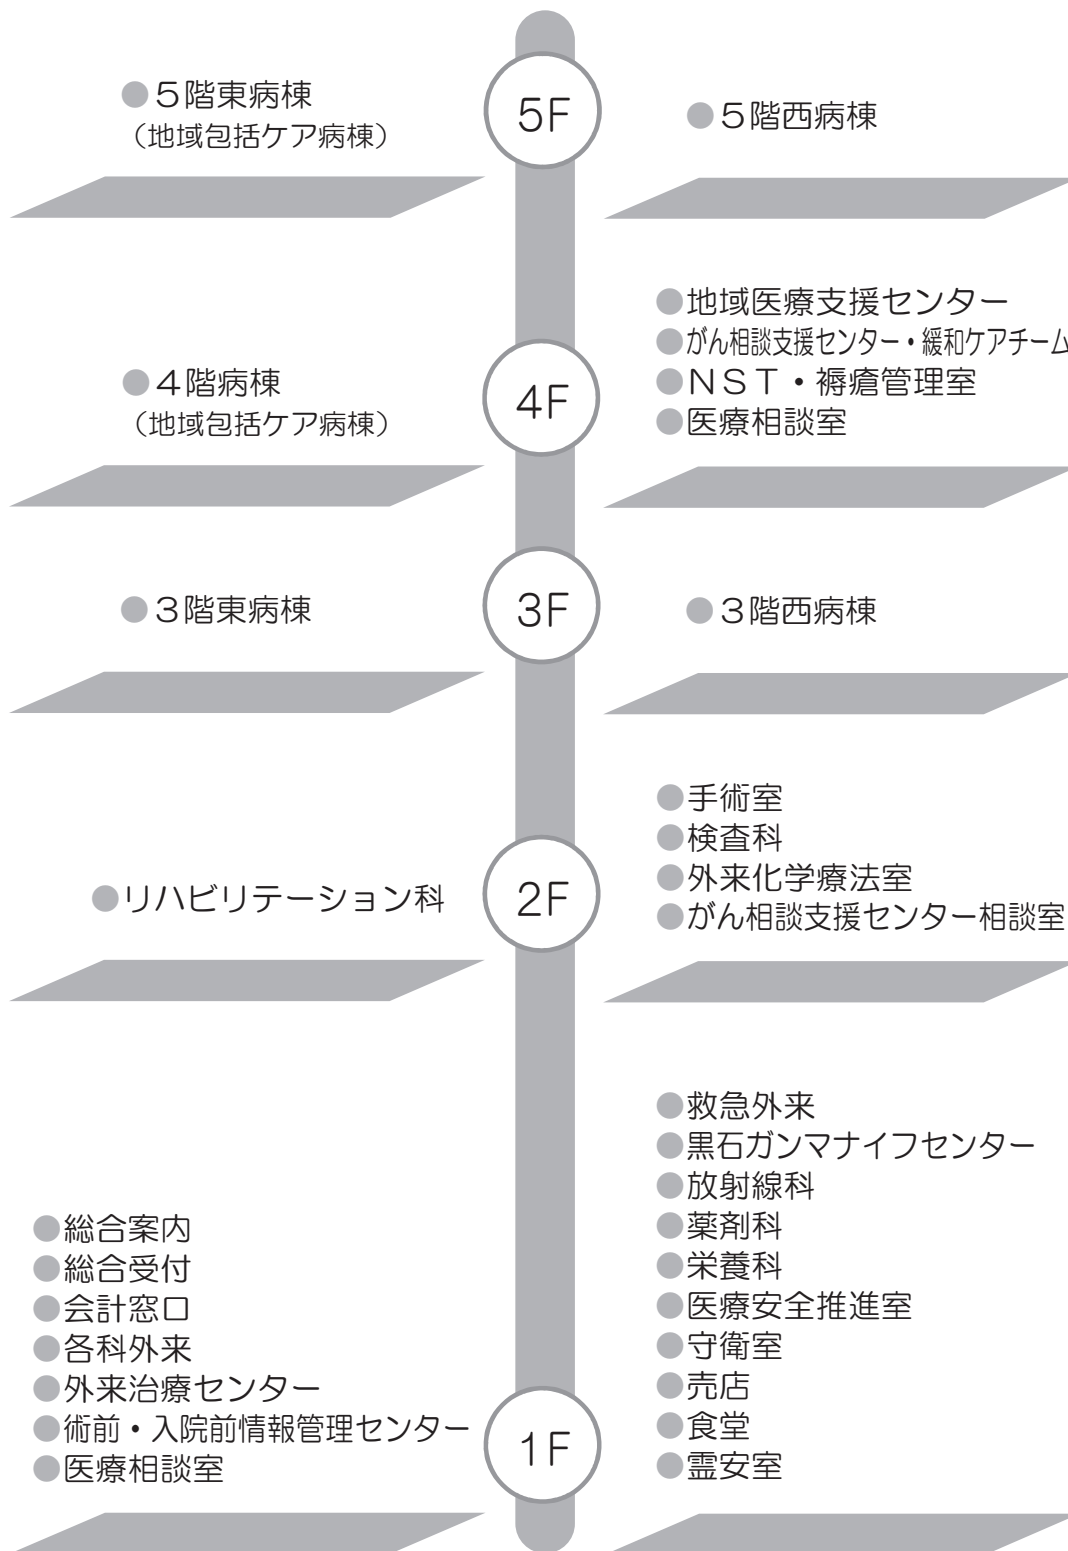 ●5階東病棟
(地域包括ケア病棟)
5F
●5階西病棟
●4階病棟
(地域包括ケア病棟)
4F
●地域医療支援センター
●がん相談支援センター・緩和ケアチーム
●NST・褥瘡管理室
●医療相談室
●3階東病棟
3F
●3階西病棟
●リハビリテーション科
2F
●手術室
●検査科
●外来化学療法室
●がん相談支援センター相談室
●総合案内
●総合受付
●会計窓口
●各科外来
●外来治療センター
●術前・入院前情報管理センター
●医療相談室
1F
●救急外来
●黒石ガンマナイフセンター
●放射線科
●薬剤科
●栄養科
●医療安全推進室
●守衛室
●売店
●食堂
●霊安室